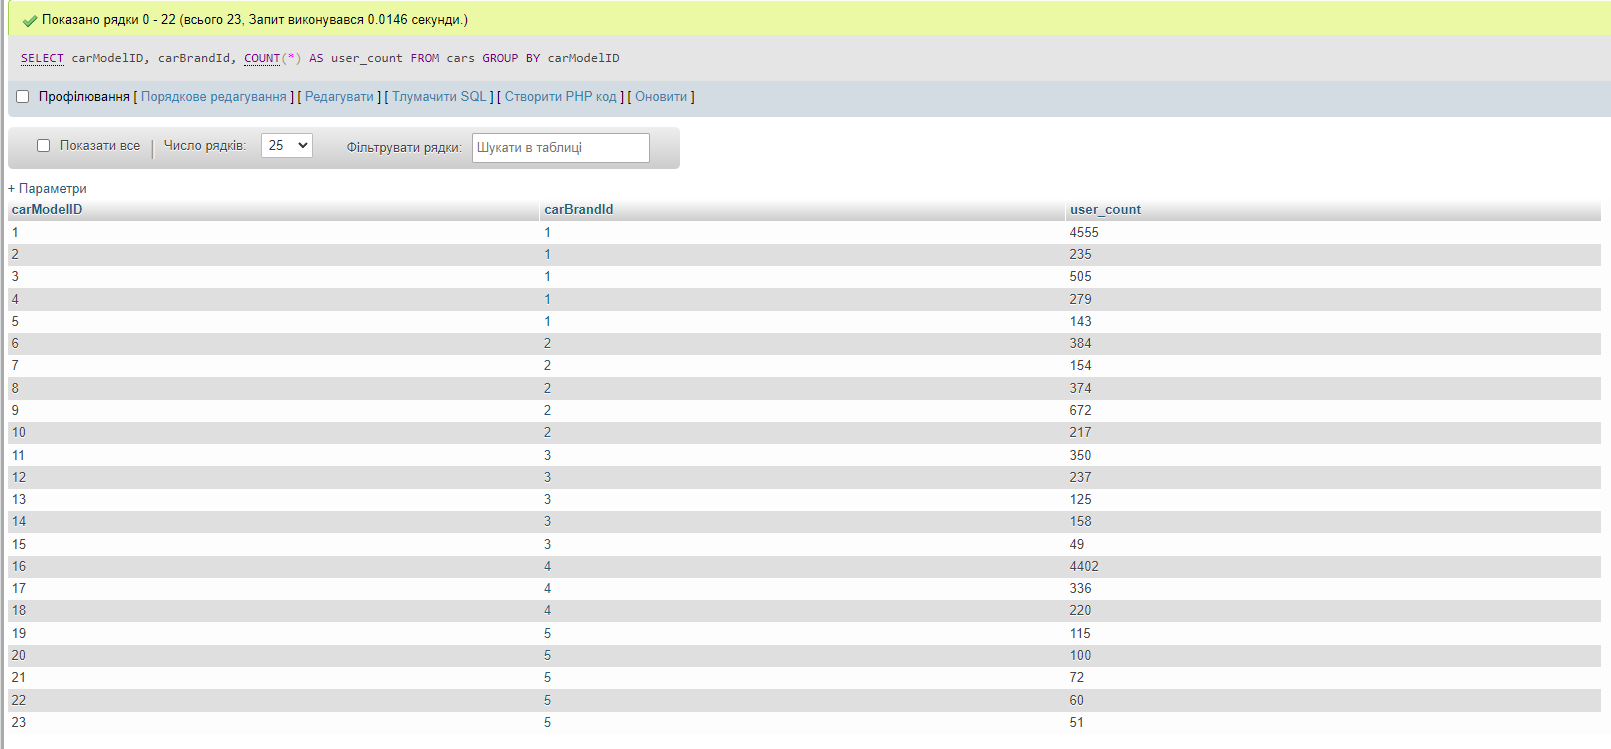 Показано рядки 0 - 22 (всього 23, Запит виконувався 0.0146 секунди.)
SELECT carModelID, carBrandId, COUNT(*) AS user_count FROM cars GROUP BY carModelID
Профілювання [ Порядкове редагування ] [ Редагувати ] [ Тлумачити SQL ] [ Створити PHP код ] [ Оновити ]
Показати все | Число рядків: 25 Фільтрувати рядки: Шукати в таблиці
+ Параметри
carModelID carBrandId user_count
1 1 4555
2 1 235
3 1 505
4 1 279
5 1 143
6 2 384
7 2 154
8 2 374
9 2 672
10 2 217
11 3 350
12 3 237
13 3 125
14 3 158
15 3 49
16 4 4402
17 4 336
18 4 220
19 5 115
20 5 100
21 5 72
22 5 60
23 5 51